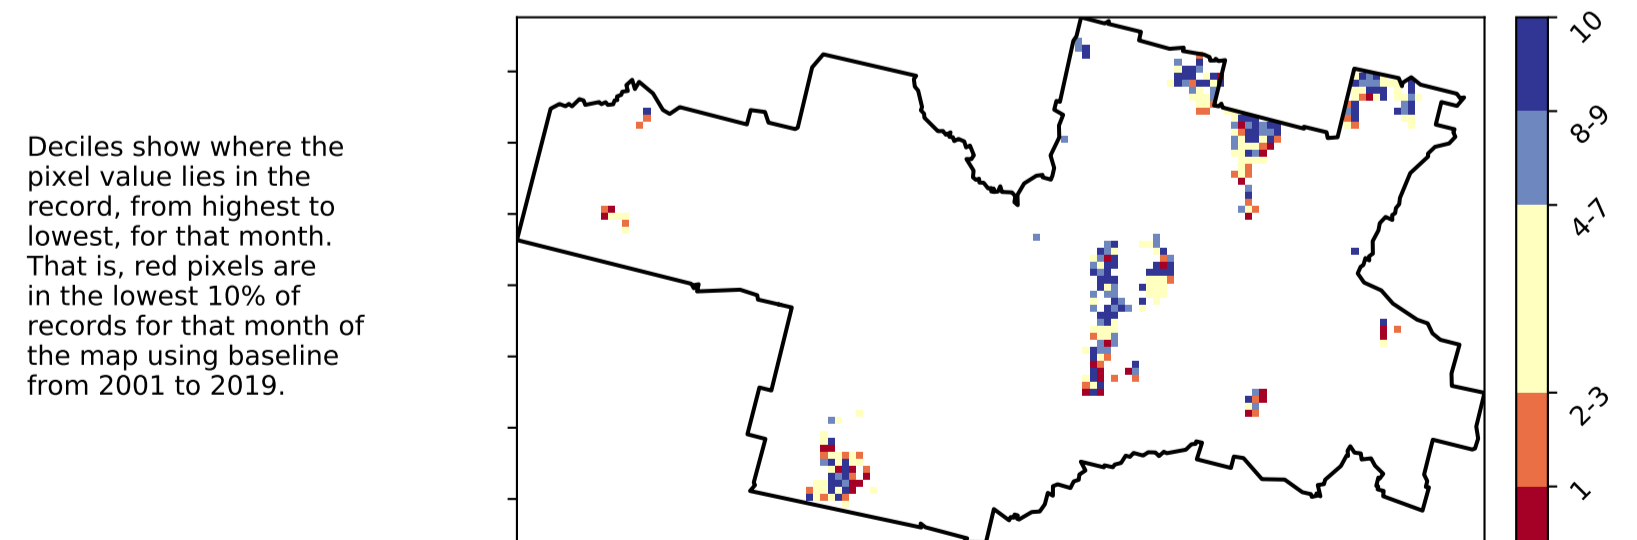 Deciles show where the
pixel value lies in the
record, from highest to
lowest, for that month.
That is, red pixels are
in the lowest 10% of
records for that month of
the map using baseline
from 2001 to 2019.
10
8-9
4-7
2-3
1